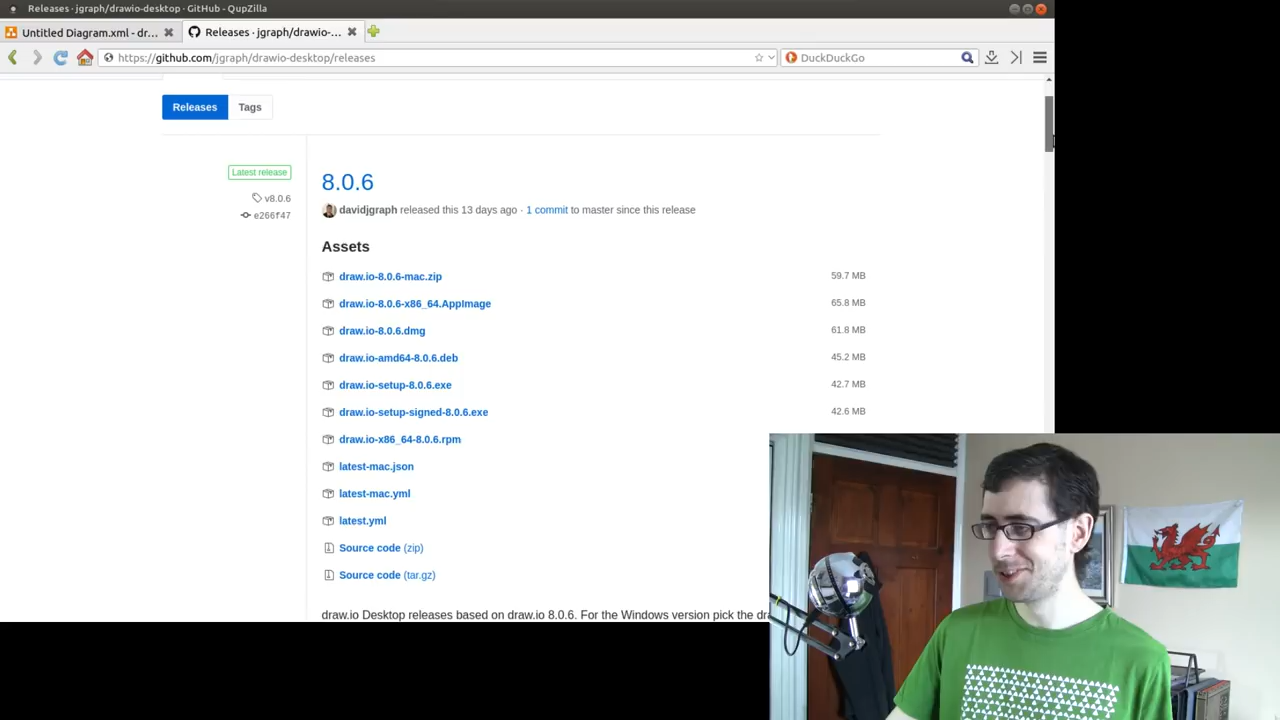 Releases · jgraph/drawio-desktop · GitHub - QupZilla
Untitled Diagram.xml - dr...
Releases · jgraph/drawio-...
https://github.com/jgraph/drawio-desktop/releases
DuckDuckGo
Releases
Tags
Latest release
8.0.6
v8.0.6
e266f47
davidjgraph released this 13 days ago · 1 commit to master since this release
Assets
draw.io-8.0.6-mac.zip 59.7 MB
draw.io-8.0.6-x86_64.AppImage 65.8 MB
draw.io-8.0.6.dmg 61.8 MB
draw.io-amd64-8.0.6.deb 45.2 MB
draw.io-setup-8.0.6.exe 42.7 MB
draw.io-setup-signed-8.0.6.exe 42.6 MB
draw.io-x86_64-8.0.6.rpm
latest-mac.json
latest-mac.yml
latest.yml
Source code (zip)
Source code (tar.gz)
draw.io Desktop releases based on draw.io 8.0.6. For the Windows version pick the